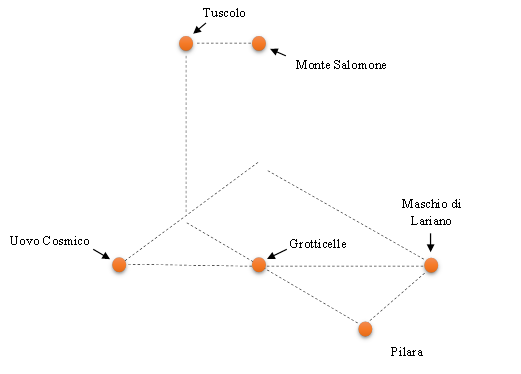 Tuscolo
Monte Salomone
Maschio di
Lariano
Uovo Cosmico
Grotticelle
Pilara